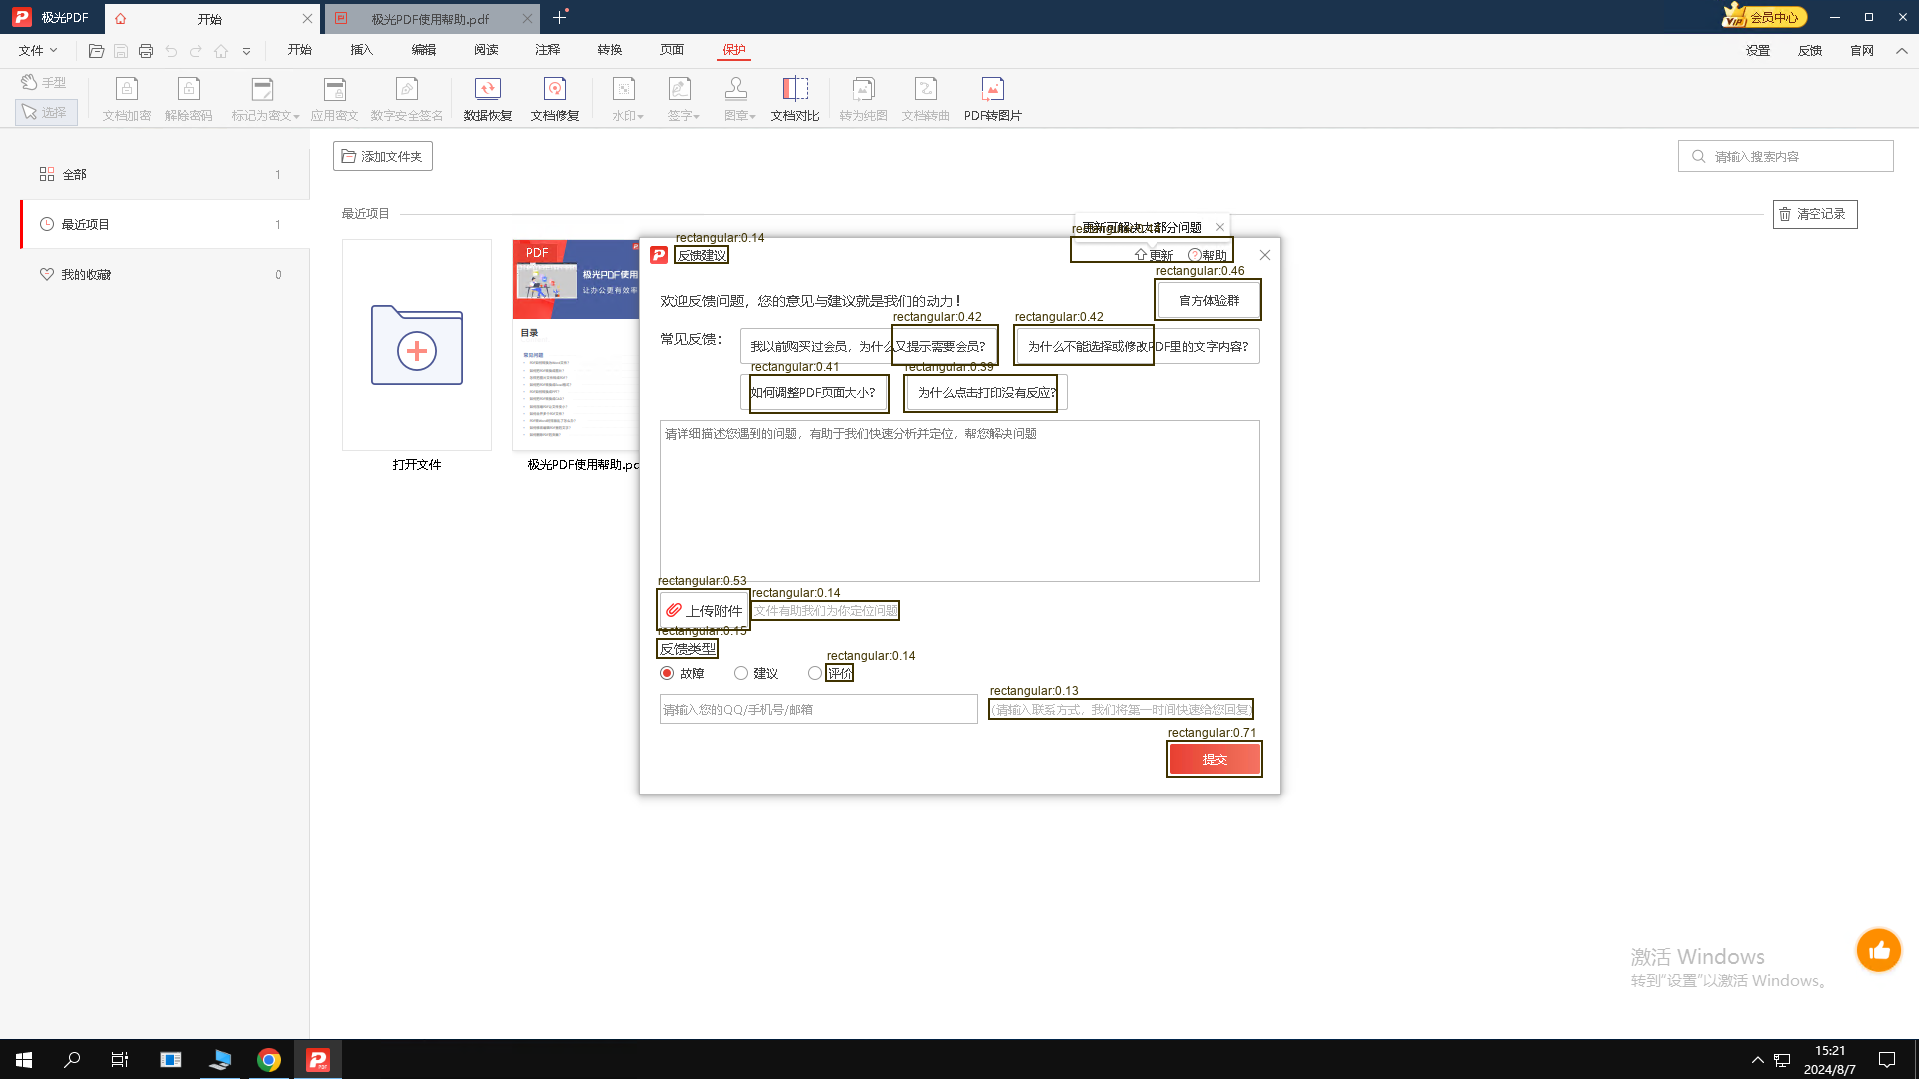 极光PDF
开始
极光PDF使用帮助.pdf
会员中心
文件
开始
插入
编辑
阅读
注释
转换
页面
保护
设置
反馈
官网
手型
选择
文档加密
解除密码
标记为密文
应用密文
数字安全签名
数据恢复
文档修复
水印
签字
图章
文档对比
转为纯图
文档转曲
PDF转图片
全部
1
最近项目
1
我的收藏
0
添加文件夹
请输入搜索内容
最近项目
清空记录
打开文件
PDF
极光PDF使用
让办公更有效率
目录
常见问题
极光PDF使用帮助.pd
更新可解决大部分问题
rectangular:0.14
反馈建议
更新
帮助
rectangular:0.46
欢迎反馈问题，您的意见与建议就是我们的动力！
官方体验群
rectangular:0.42
rectangular:0.42
常见反馈：
我以前购买过会员，为什么又提示需要会员?
为什么不能选择或修改PDF里的文字内容?
rectangular:0.41
rectangular:0.39
如何调整PDF页面大小?
为什么点击打印没有反应?
请详细描述您遇到的问题，有助于我们快速分析并定位，帮您解决问题
rectangular:0.53
上传附件
rectangular:0.14
文件有助我们为你定位问题
rectangular:0.15
反馈类型
rectangular:0.14
故障
建议
评价
请输入您的QQ/手机号/邮箱
rectangular:0.13
(请输入联系方式，我们将第一时间快速给您回复)
rectangular:0.71
提交
激活 Windows
转到“设置”以激活 Windows。
15:21
2024/8/7